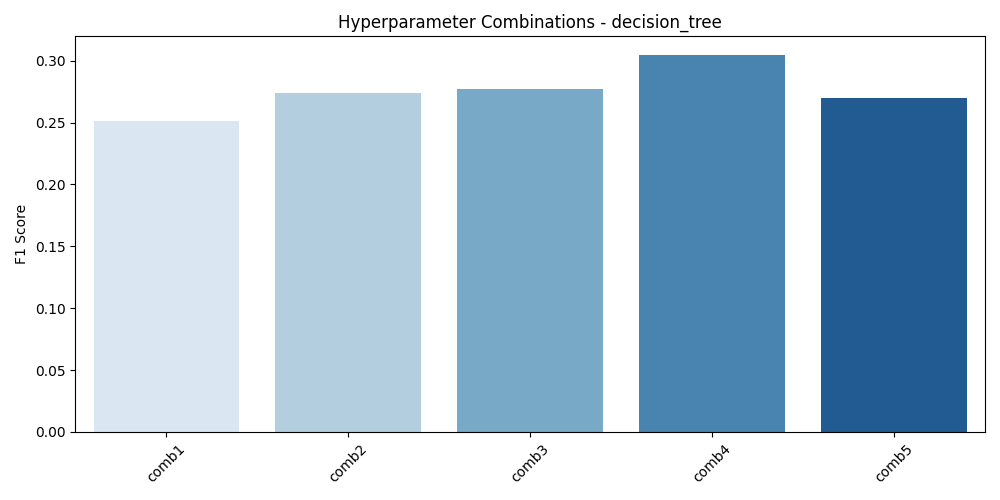 Hyperparameter Combinations - decision_tree
F1 Score
0.30
0.25
0.20
0.15
0.10
0.05
0.00
comb1
comb2
comb3
comb4
comb5